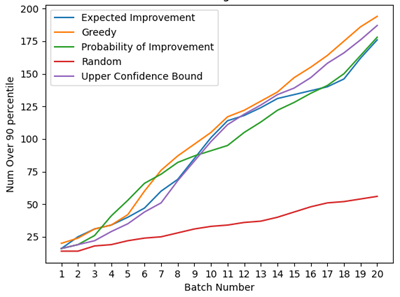 200
175
150
125
100
75
50
25
Num Over 90 percentile
Expected Improvement
Greedy
Probability of Improvement
Random
Upper Confidence Bound
1 2 3 4 5 6 7 8 9 10 11 12 13 14 15 16 17 18 19 20
Batch Number